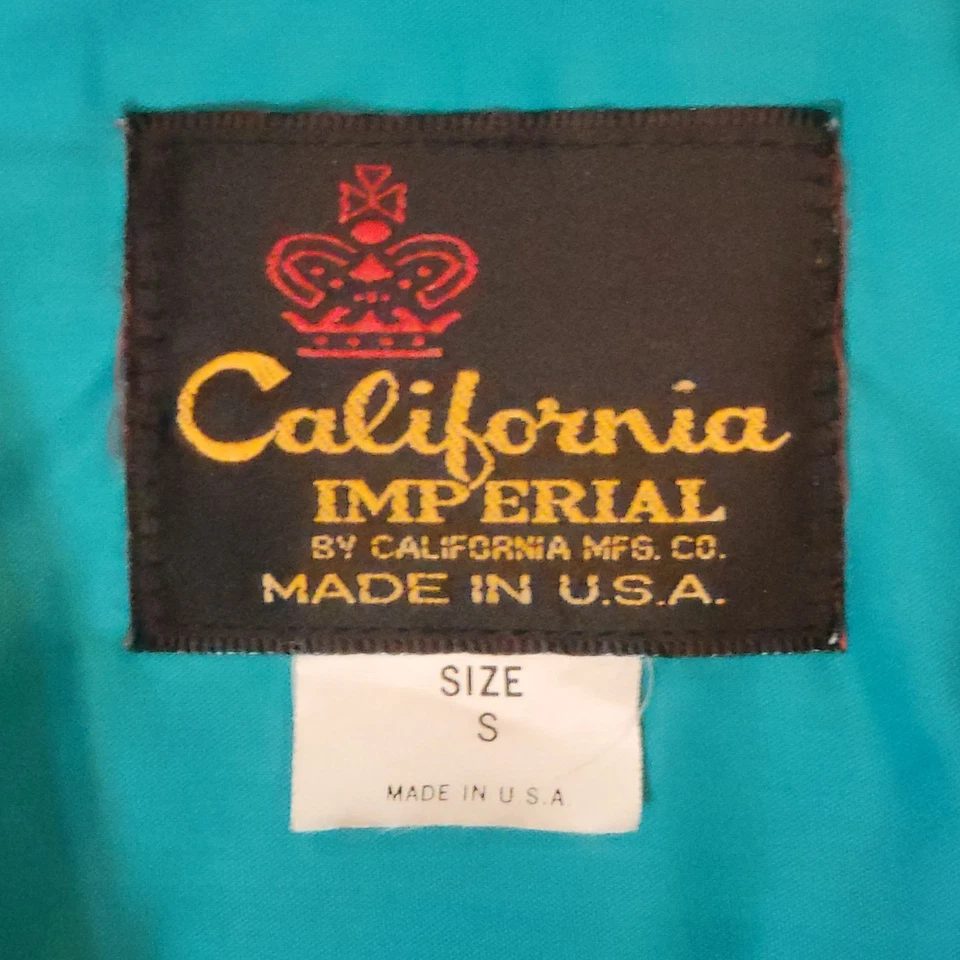 California
IMPERIAL
BY CALIFORNIA MFG. CO.
MADE IN U.S.A.
SIZE
S
MADE IN U S.A.